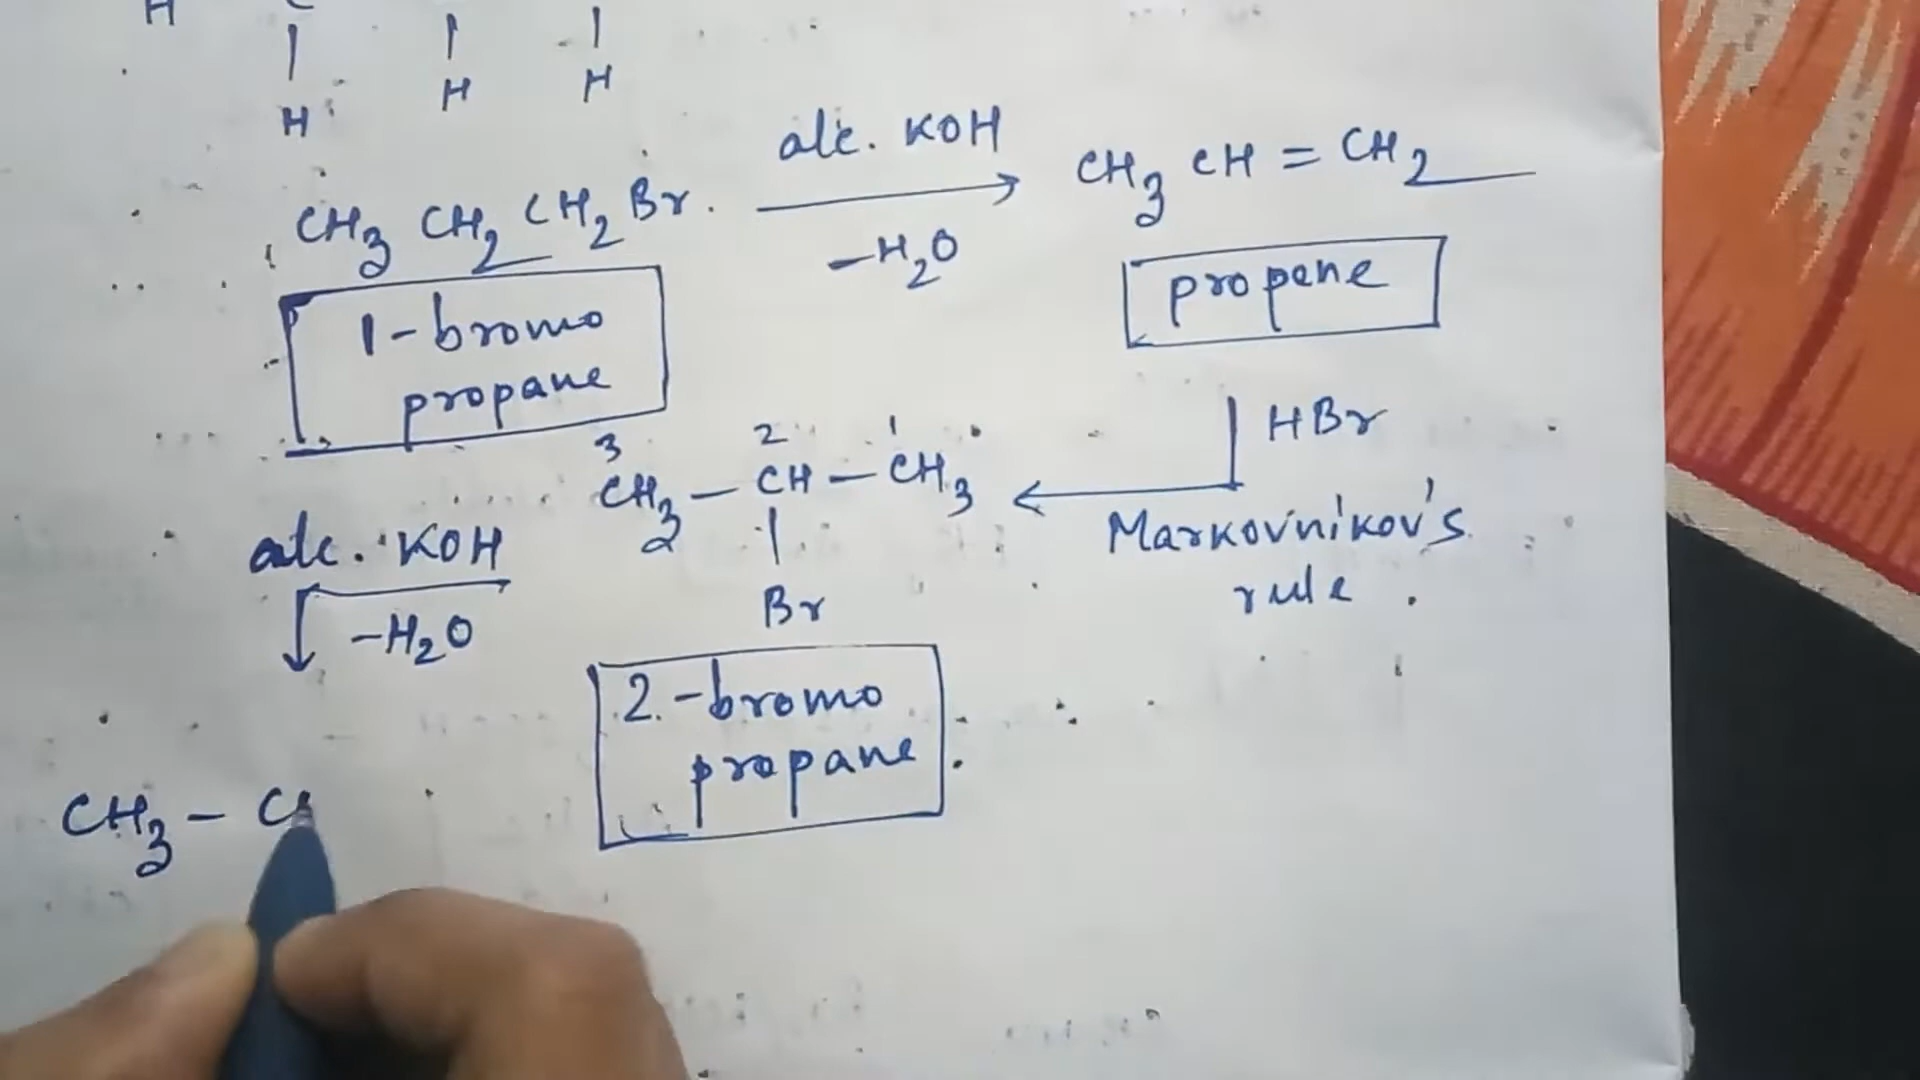 H
H H H
alc. KOH
CH3 CH2 CH2 Br. CH3 CH = CH2
-H2O
1-bromo
propane
propene
HBr
3 2 1
CH3 - CH - CH3
Br
Markovnikov's
rule.
alc. KOH
-H2O
2-bromo
propane.
CH3 - C